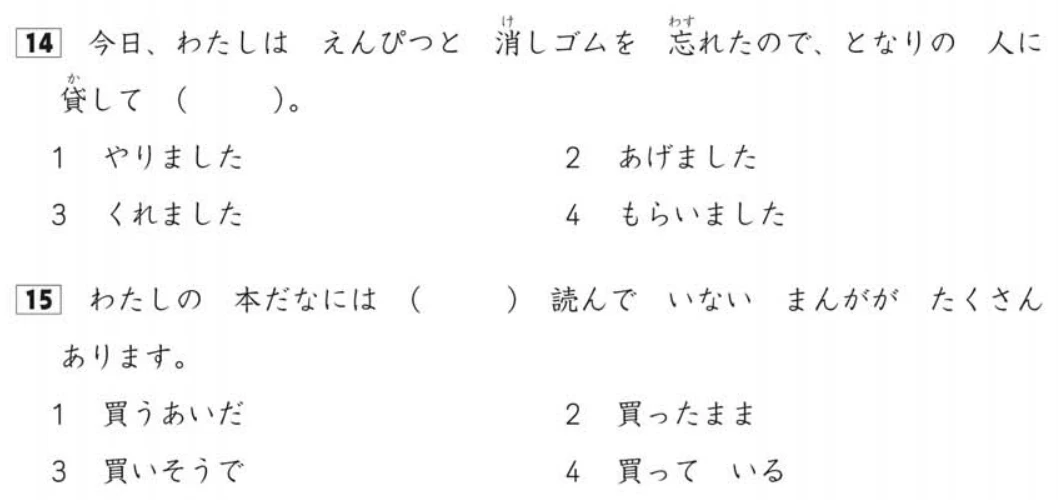 14 今日、わたしは えんぴつと 消しゴムを 忘れたので、となりの 人に
貸して （　　　）。
1 やりました 2 あげました
3 くれました 4 もらいました
15 わたしの 本だなには （　　　） 読んで いない まんがが たくさん
あります。
1 買うあいだ 2 買ったまま
3 買いそうで 4 買って いる